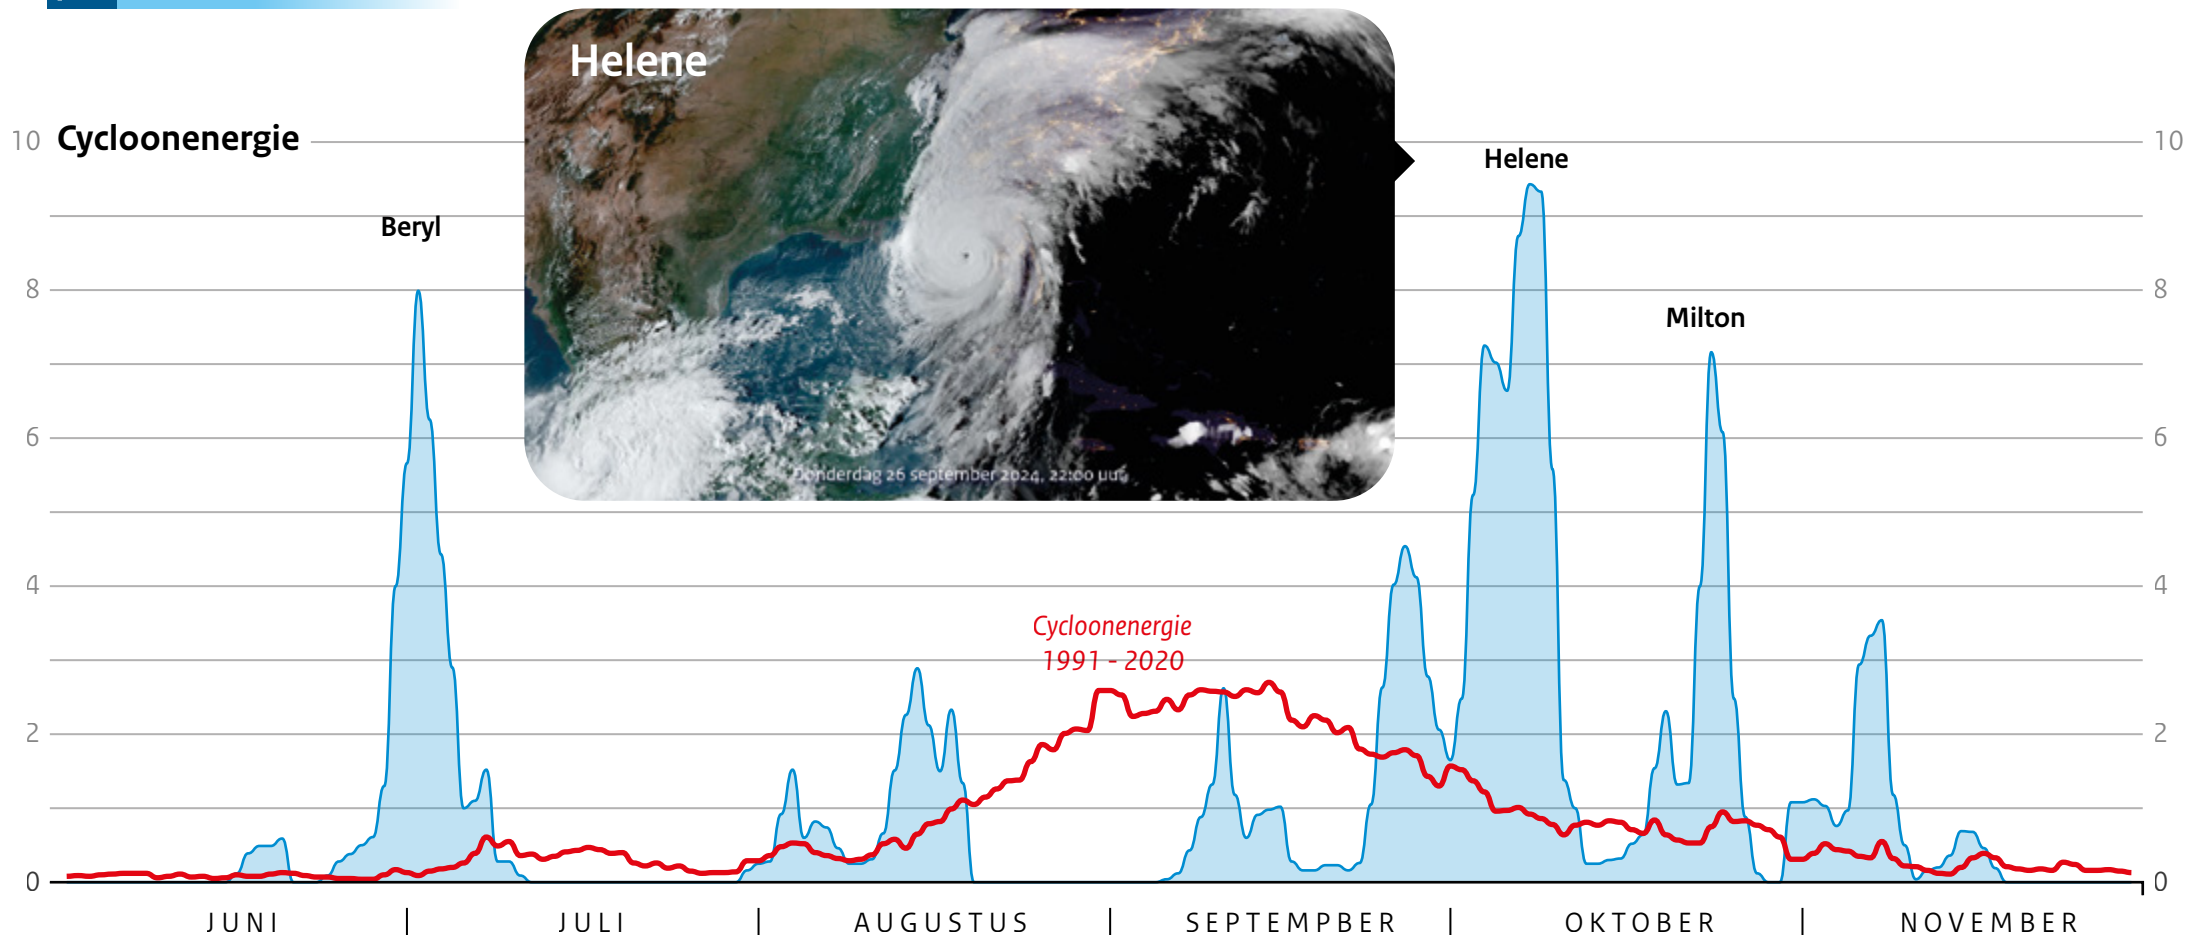 Helene
10 Cycloonenergie 10
Helene
Beryl
8 8
Milton
6 6
Donderdag 26 september 2024, 22:00 uur
4 4
Cycloonenergie
1991 - 2020
2 2
0 0
JUNI | JULI | AUGUSTUS | SEPTEMPBER | OKTOBER | NOVEMBER